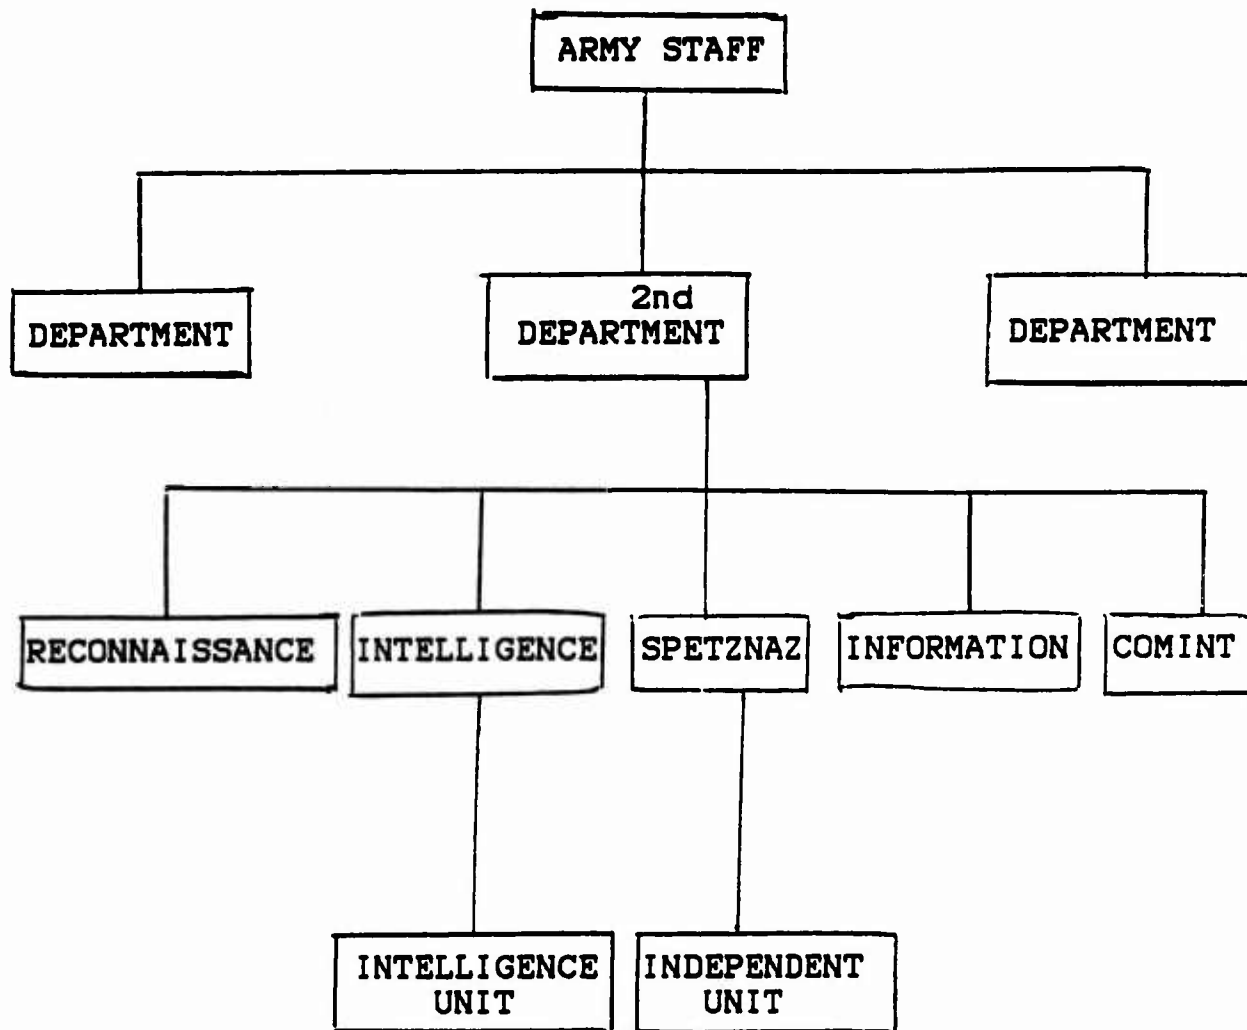 ARMY STAFF
DEPARTMENT
2nd
DEPARTMENT
DEPARTMENT
RECONNAISSANCE
INTELLIGENCE
SPETZNAZ
INFORMATION
COMINT
INTELLIGENCE
UNIT
INDEPENDENT
UNIT